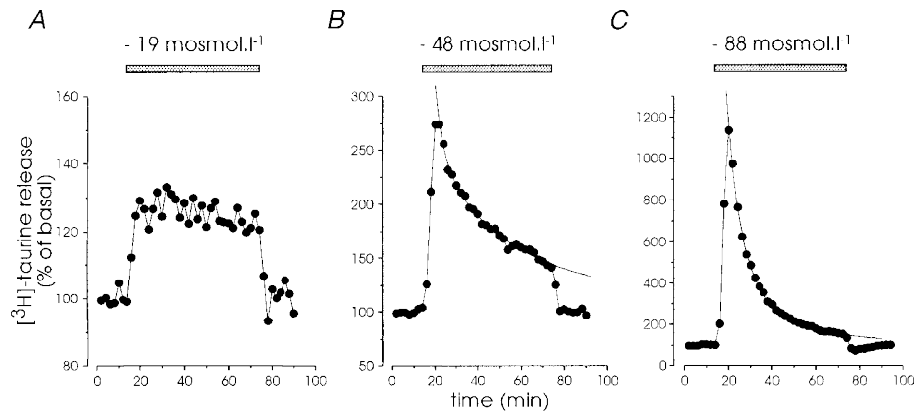 A
- 19 mosmol.l⁻¹
B
- 48 mosmol.l⁻¹
C
- 88 mosmol.l⁻¹
[³H]-taurine release
(% of basal)
160
140
120
100
80
0 20 40 60 80 100
300
250
200
150
100
50
0 20 40 60 80 100
time (min)
1200
1000
800
600
400
200
0
0 20 40 60 80 100